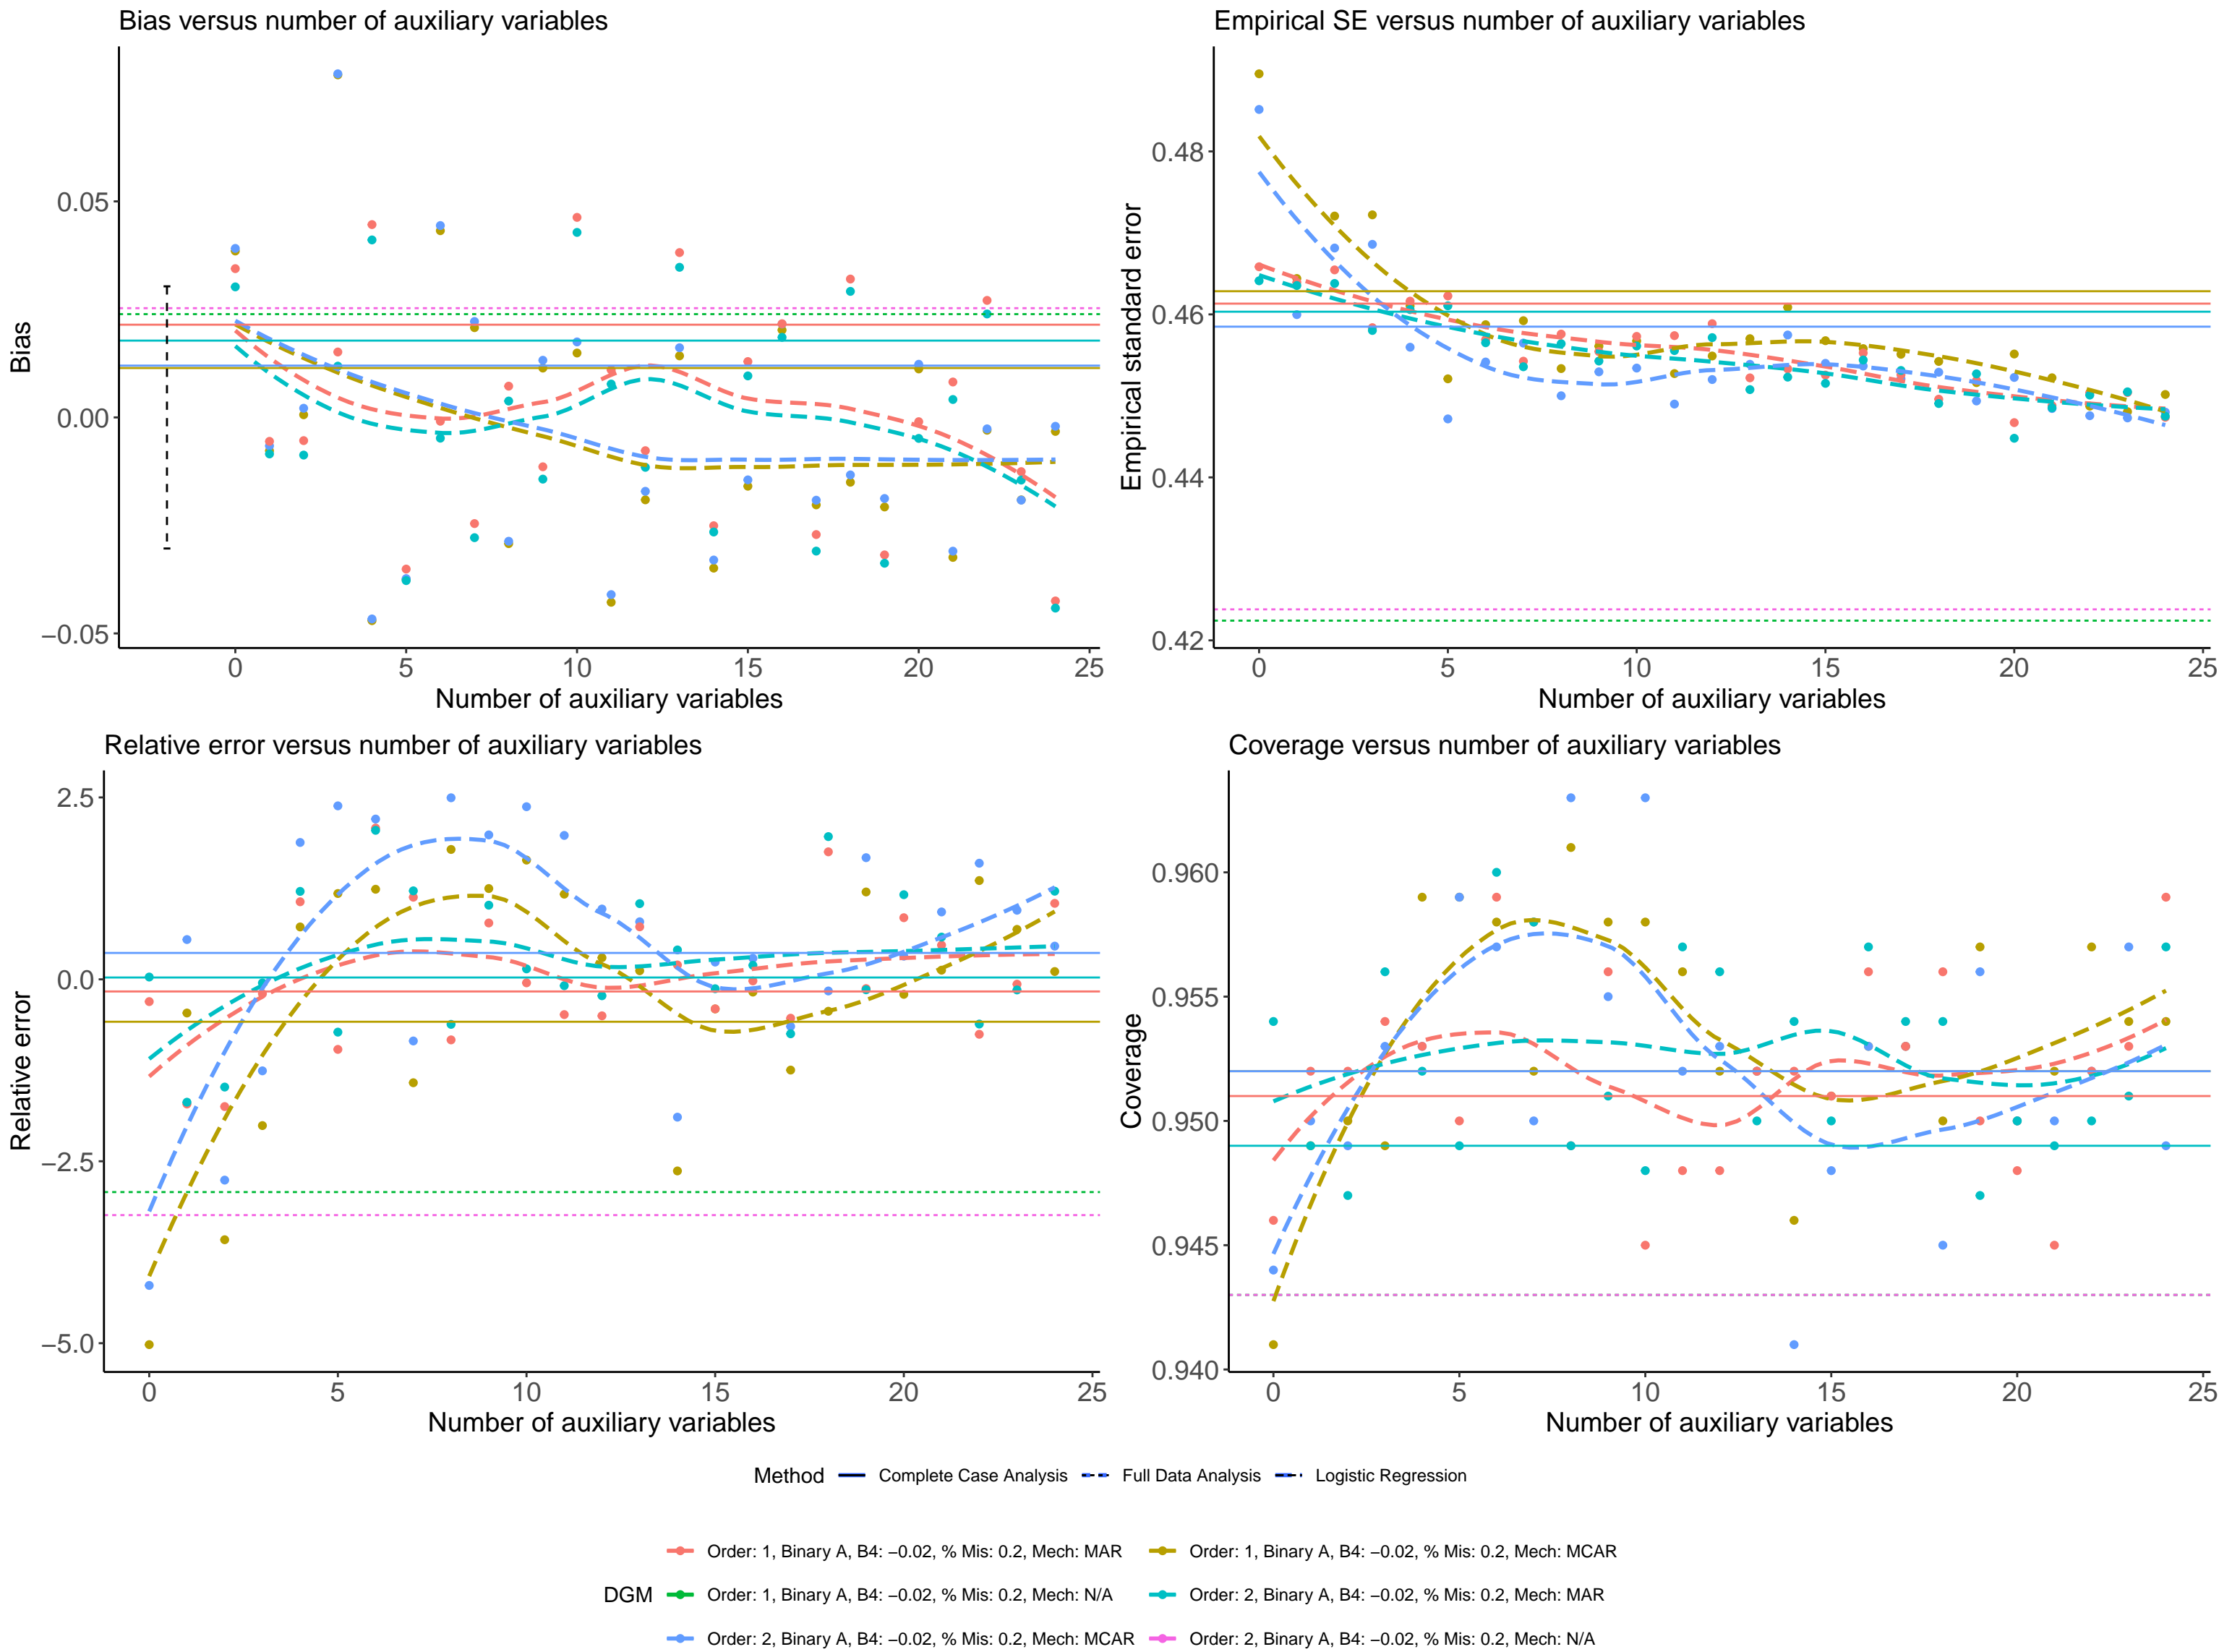 Bias versus number of auxiliary variables
Empirical SE versus number of auxiliary variables
Bias
0.05
0.00
−0.05
0 5 10 15 20 25
Number of auxiliary variables
Empirical standard error
0.48
0.46
0.44
0.42
0 5 10 15 20 25
Number of auxiliary variables
Relative error versus number of auxiliary variables
Coverage versus number of auxiliary variables
Relative error
2.5
0.0
−2.5
−5.0
0 5 10 15 20 25
Number of auxiliary variables
Coverage
0.960
0.955
0.950
0.945
0.940
0 5 10 15 20 25
Number of auxiliary variables
Method Complete Case Analysis Full Data Analysis Logistic Regression
DGM
Order: 1, Binary A, B4: −0.02, % Mis: 0.2, Mech: MAR
Order: 1, Binary A, B4: −0.02, % Mis: 0.2, Mech: MCAR
Order: 1, Binary A, B4: −0.02, % Mis: 0.2, Mech: N/A
Order: 2, Binary A, B4: −0.02, % Mis: 0.2, Mech: MAR
Order: 2, Binary A, B4: −0.02, % Mis: 0.2, Mech: MCAR
Order: 2, Binary A, B4: −0.02, % Mis: 0.2, Mech: N/A